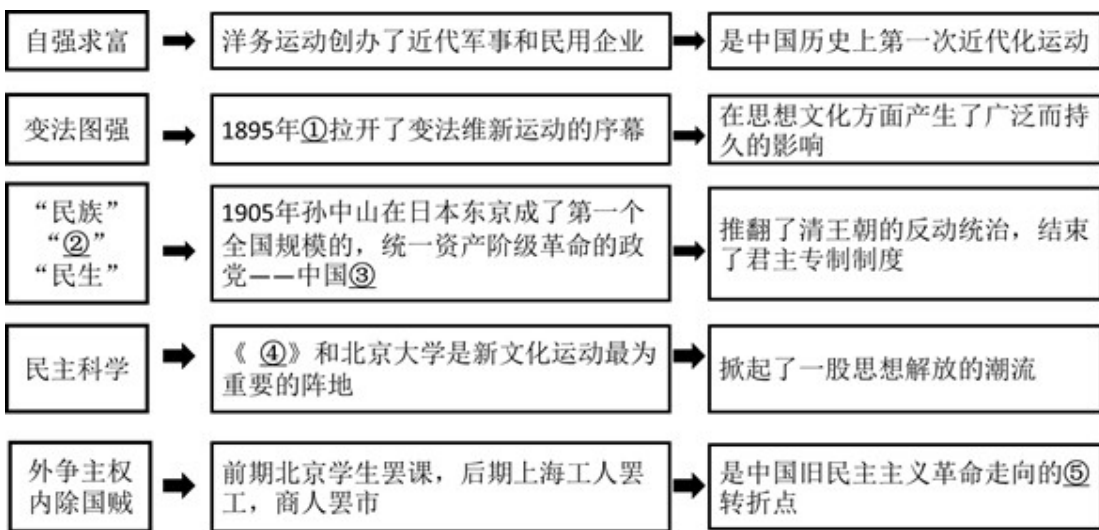 自强求富
洋务运动创办了近代军事和民用企业
是中国历史上第一次近代化运动
变法图强
1895年①拉开了变法维新运动的序幕
在思想文化方面产生了广泛而持
久的影响
“民族”
“②”
“民生”
1905年孙中山在日本东京成了第一个
全国规模的，统一资产阶级革命的政
党——中国③
推翻了清王朝的反动统治，结束
了君主专制制度
民主科学
《 ④》和北京大学是新文化运动最为
重要的阵地
掀起了一股思想解放的潮流
外争主权
内除国贼
前期北京学生罢课，后期上海工人罢
工，商人罢市
是中国旧民主主义革命走向的⑤
转折点